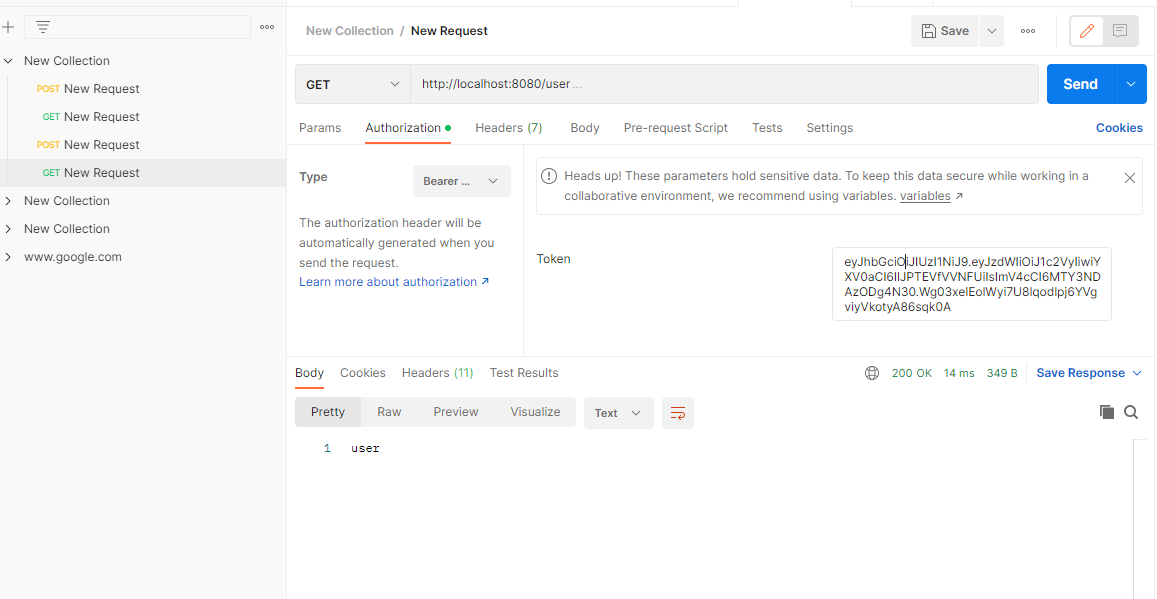 New Collection / New Request
Save
New Collection
POST New Request
GET New Request
POST New Request
GET New Request
New Collection
New Collection
www.google.com
GET
http://localhost:8080/user ...
Send
Params
Authorization
Headers (7)
Body
Pre-request Script
Tests
Settings
Cookies
Type
Bearer ...
The authorization header will be
automatically generated when you
send the request.
Learn more about authorization ↗
Heads up! These parameters hold sensitive data. To keep this data secure while working in a
collaborative environment, we recommend using variables. variables ↗
Token
eyJhbGciOiJIUzI1NiJ9.eyJzdWIiOiJ1c2VyIiwiY
XV0aCI6IlJPTEVfVVNFUiIsImV4cCI6MTY3ND
AzODg4N30.Wg03xeIEolWyi7U8lqodIpj6YVg
viyVkotyA86sqk0A
Body
Cookies
Headers (11)
Test Results
200 OK
14 ms
349 B
Save Response
Pretty
Raw
Preview
Visualize
Text
1
user